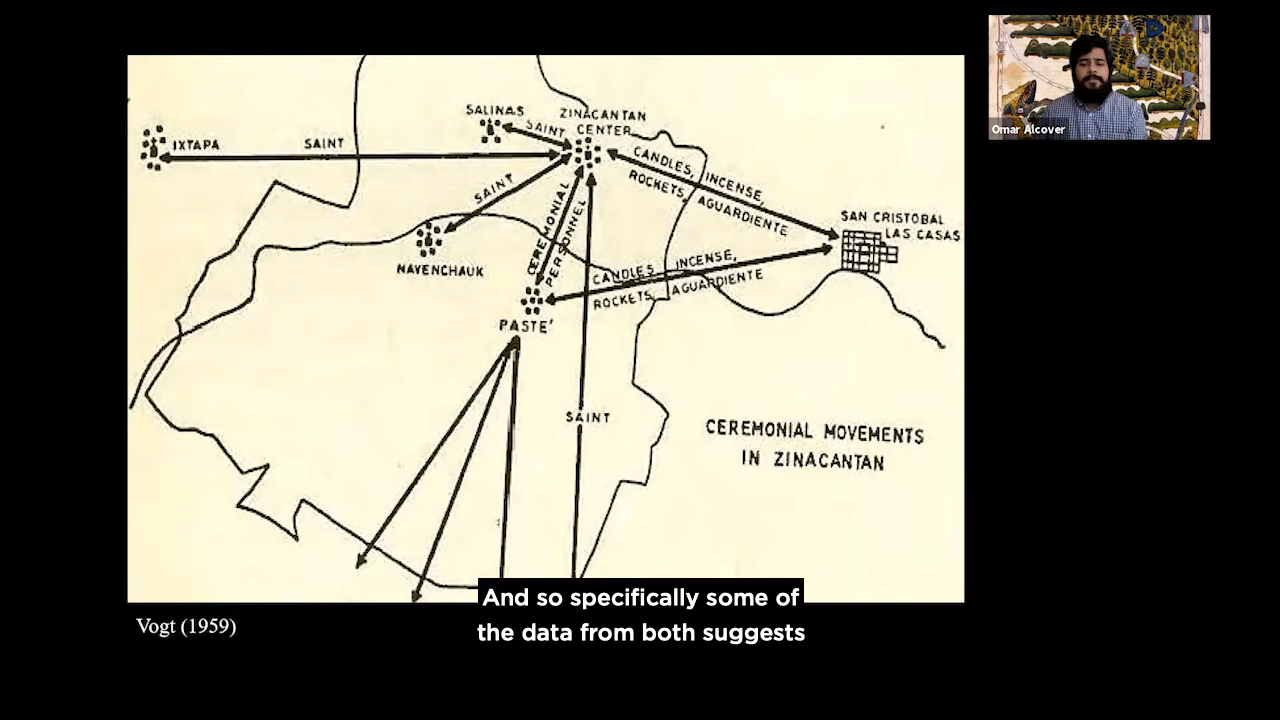 Omar Alcover
SALINAS
ZINACANTAN
CENTER
SAINT
IXTAPA
SAINT
CANDLES, INCENSE,
ROCKETS, AGUARDIENTE
SAINT
CEREMONIAL
PERSONNEL
SAN CRISTOBAL
LAS CASAS
NAVENCHAUK
CANDLES, INCENSE,
ROCKETS, AGUARDIENTE
PASTE'
SAINT
CEREMONIAL MOVEMENTS
IN ZINACANTAN
And so specifically some of
the data from both suggests
Vogt (1959)